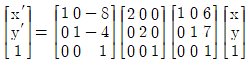 [x′ y′ 1] = [1 0 −8; 0 1 −4; 0 0 1] [2 0 0; 0 2 0; 0 0 1] [1 0 6; 0 1 7; 0 0 1] [x y 1]